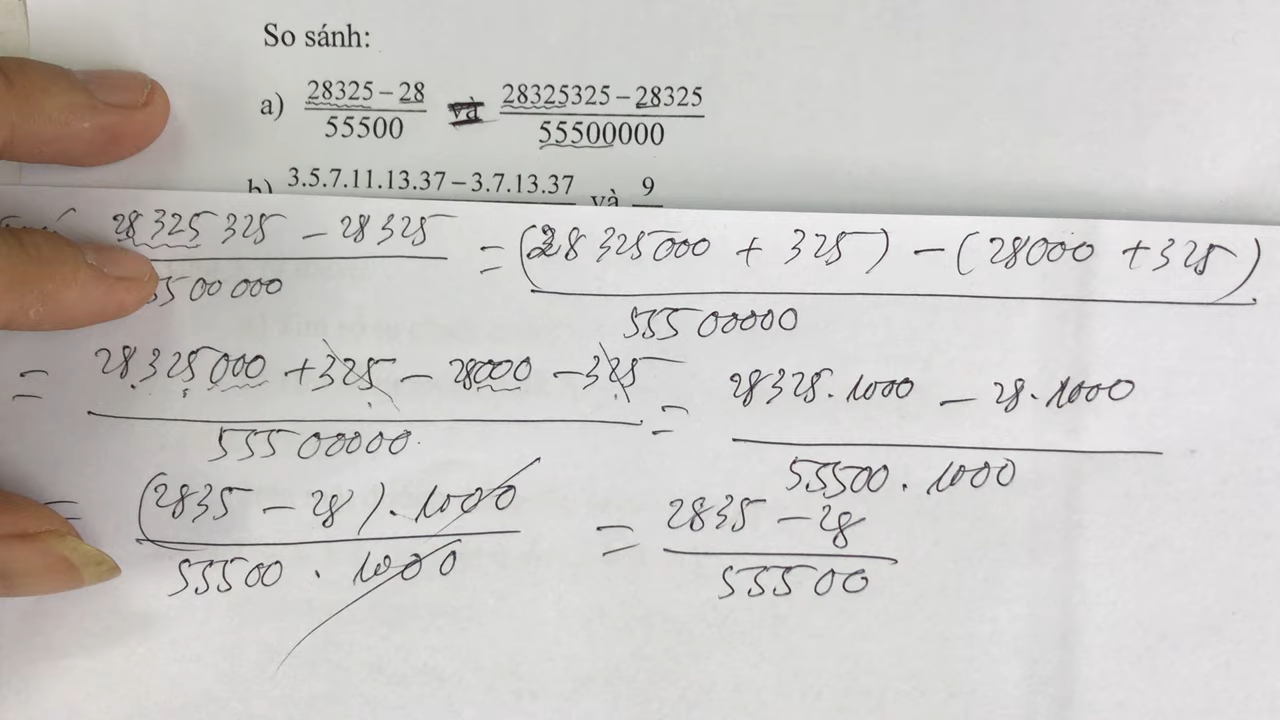 So sánh:
a) 28325 – 28 / 55500 và 28325325 – 28325 / 55500000
3.5.7.11.13.37 – 3.7.13.37 và 9
28325325 – 28325 / 5500000 = (28325000 + 325) – (28000 + 325) / 55500000
= 28325000 + 325 – 28000 – 325 / 55500000 = 28325.1000 – 28.1000 / 55500.1000
= (2835 – 28).1000 / 55500.1000 = 2835 – 28 / 55500